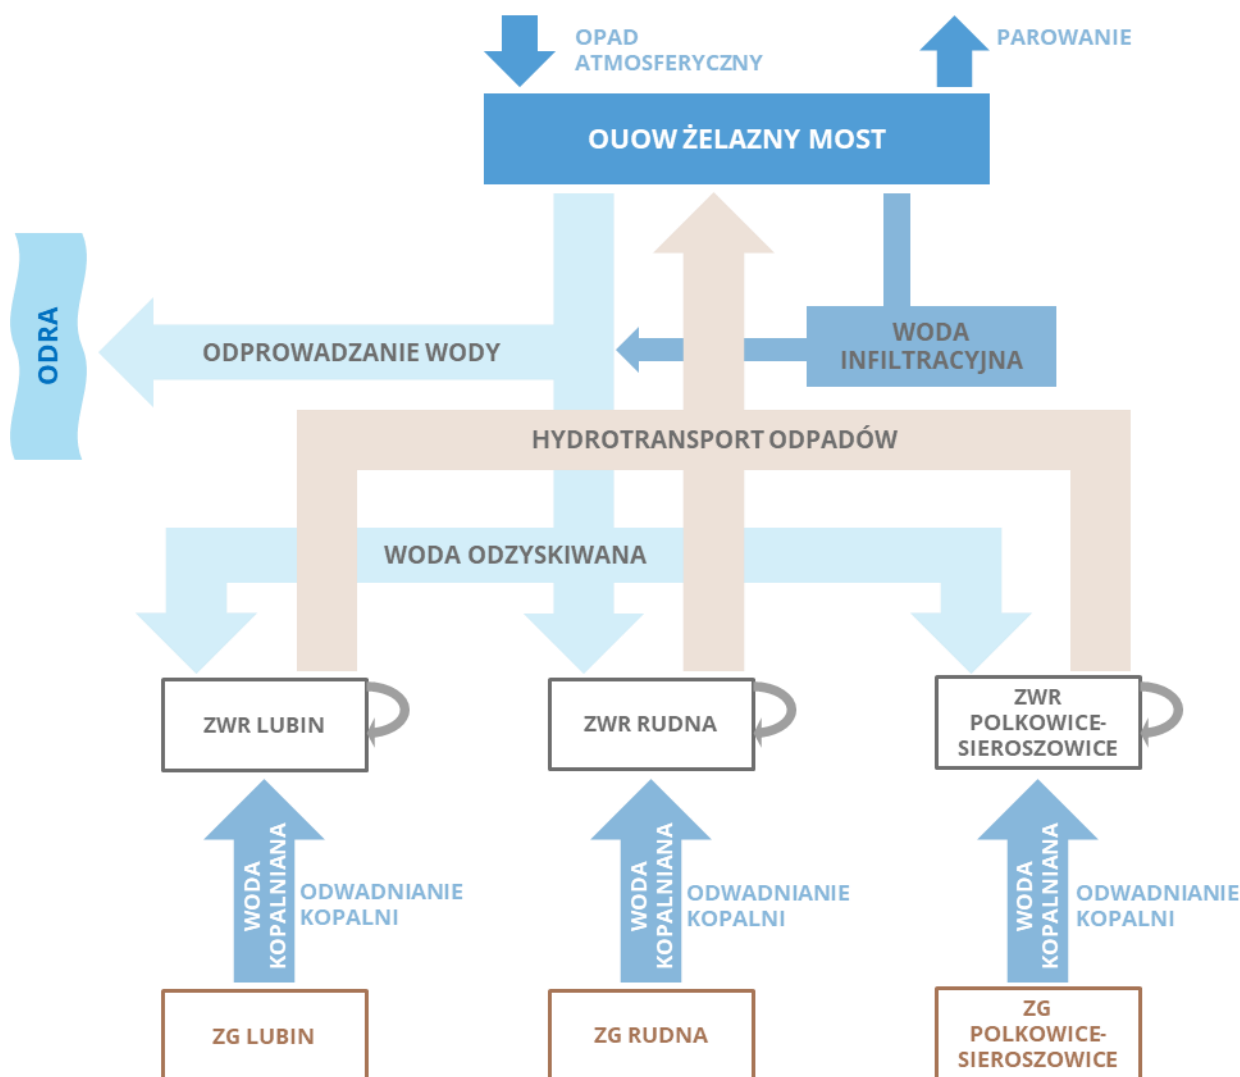 OPAD
ATMOSFERYCZNY
PAROWANIE
OUOW ŻELAZNY MOST
ODRA
ODPROWADZANIE WODY
WODA
INFILTRACYJNA
HYDROTRANSPORT ODPADÓW
WODA ODZYSKIWANA
ZWR LUBIN
ZWR RUDNA
ZWR
POLKOWICE-
SIEROSZOWICE
WODA
KOPALNIANA
ODWADNIANIE
KOPALNI
WODA
KOPALNIANA
ODWADNIANIE
KOPALNI
WODA
KOPALNIANA
ODWADNIANIE
KOPALNI
ZG LUBIN
ZG RUDNA
ZG
POLKOWICE-
SIEROSZOWICE